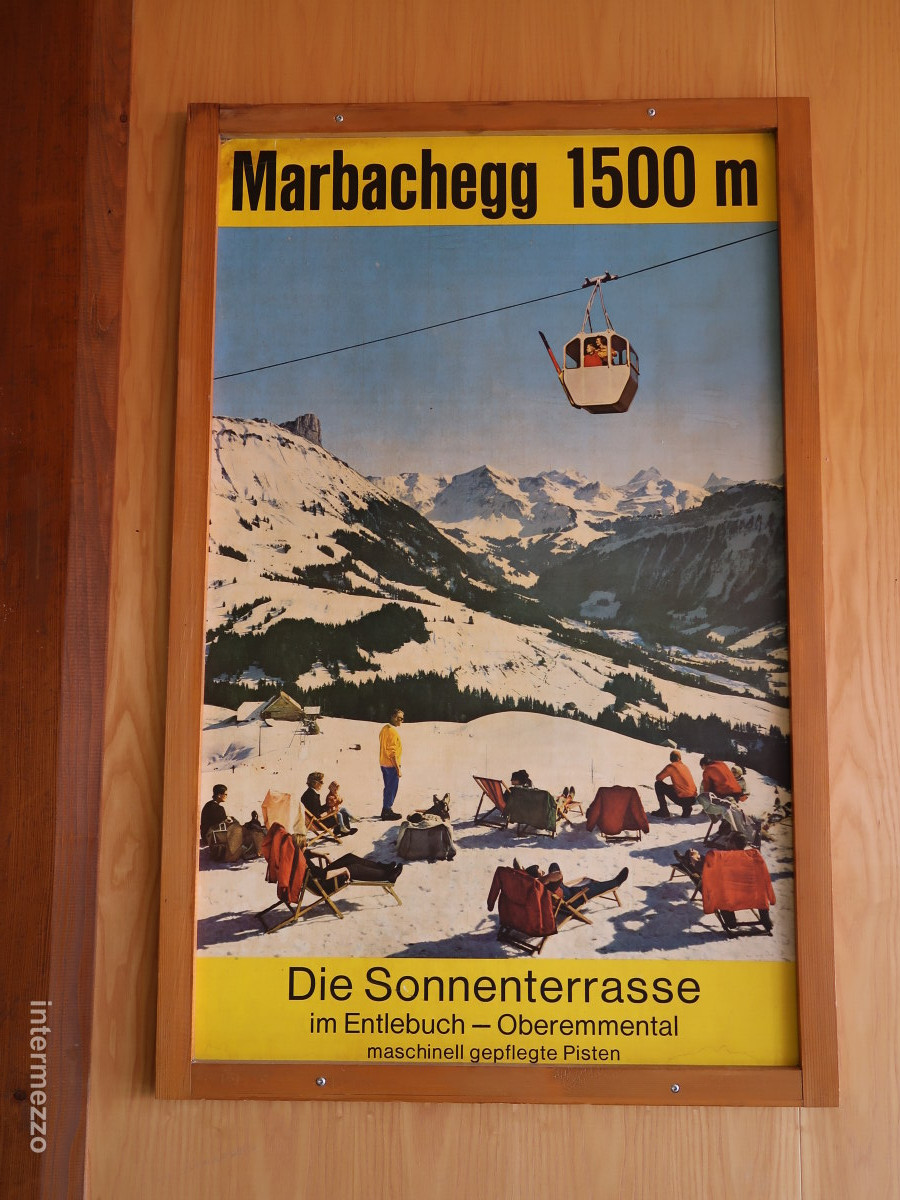 Marbachegg 1500 m
Die Sonnenterrasse
im Entlebuch – Oberemmental
maschinell gepflegte Pisten
intermezzo